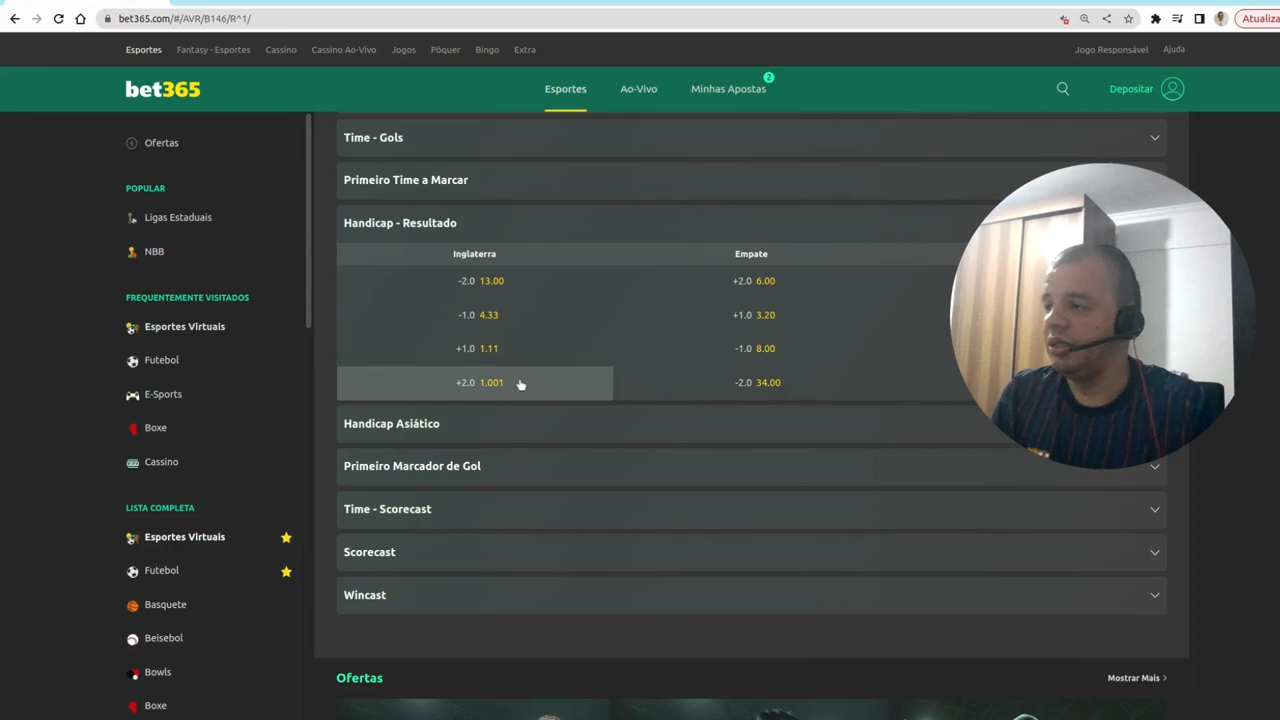 bet365.com/#/AVR/B146/R^1/
Atualiza
Esportes Fantasy - Esportes Cassino Cassino Ao-Vivo Jogos Pôquer Bingo Extra Jogo Responsável Ajuda
bet365 Esportes Ao-Vivo Minhas Apostas 2 Depositar
Ofertas
POPULAR
Ligas Estaduais
NBB
FREQUENTEMENTE VISITADOS
Esportes Virtuais
Futebol
E-Sports
Boxe
Cassino
LISTA COMPLETA
Esportes Virtuais
Futebol
Basquete
Beisebol
Bowls
Boxe
Time - Gols
Primeiro Time a Marcar
Handicap - Resultado
Inglaterra Empate
-2.0 13.00 +2.0 6.00
-1.0 4.33 +1.0 3.20
+1.0 1.11 -1.0 8.00
+2.0 1.001 -2.0 34.00
Handicap Asiático
Primeiro Marcador de Gol
Time - Scorecast
Scorecast
Wincast
Ofertas Mostrar Mais